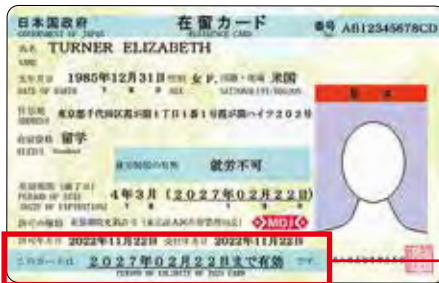 日本国政府 在留カード 番号 AB12345678CD
GOVERNMENT OF JAPAN RESIDENCE CARD
氏名 TURNER ELIZABETH
NAME
生年月日 1985年12月31日 性別 女 F. 国籍・地域 米国
DATE OF BIRTH Y M D SEX NATIONALITY/REGION
住居地 東京都千代田区霞が関1丁目1番1号霞が関ハイツ202号
ADDRESS
在留資格 留学
STATUS Student
就労制限の有無 就労不可
在留期間(満了日) 4年3月(2027年02月22日)
PERIOD OF STAY
(DATE OF EXPIRATION) Y M Y M D
許可の種類 MOJ
許可年月日 2022年11月22日 交付年月日 2022年11月22日
このカードは 2027年02月22日まで有効 です。
PERIOD OF VALIDITY OF THIS CARD
見本